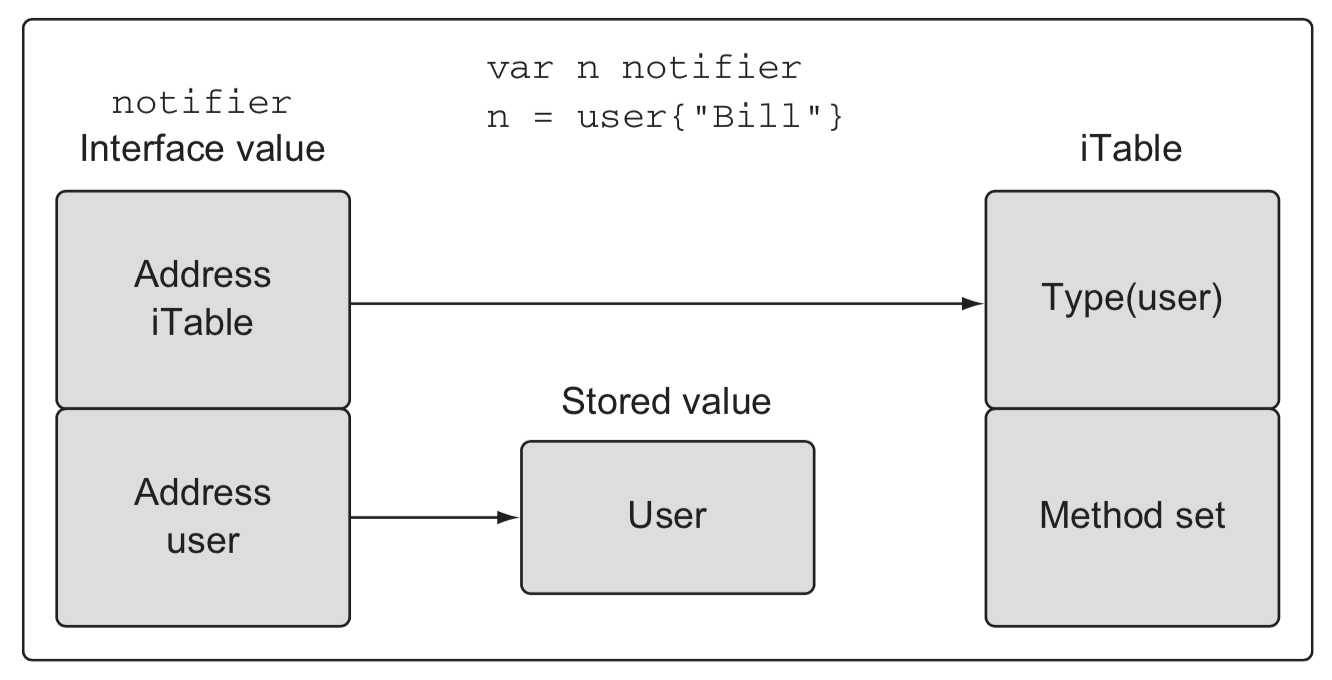 var n notifier
n = user{"Bill"}
notifier
Interface value
iTable
Address
iTable
Type(user)
Stored value
Address
user
User
Method set